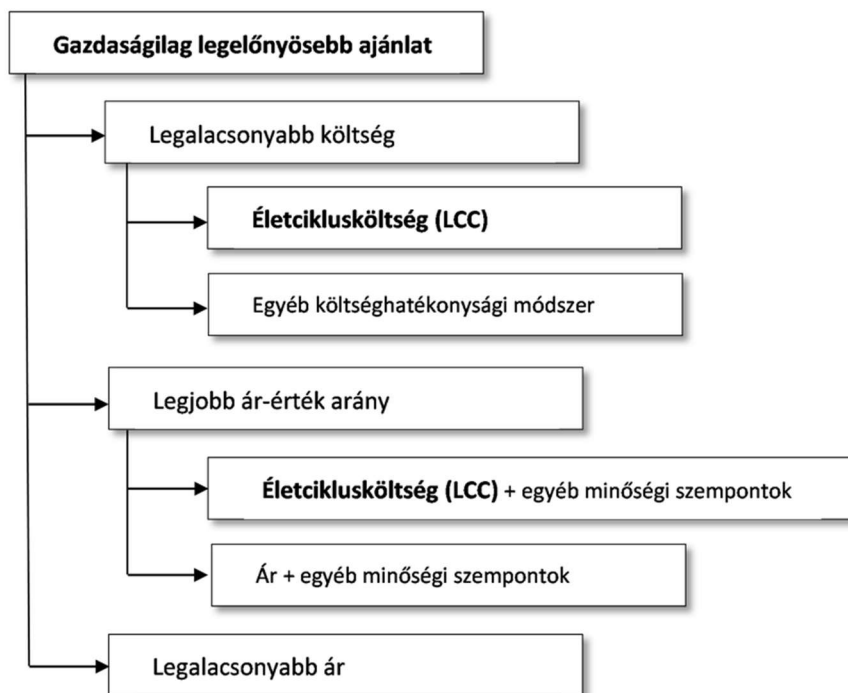 Gazdaságilag legelőnyösebb ajánlat
Legalacsonyabb költség
Életciklusköltség (LCC)
Egyéb költséghatékonysági módszer
Legjobb ár-érték arány
Életciklusköltség (LCC) + egyéb minőségi szempontok
Ár + egyéb minőségi szempontok
Legalacsonyabb ár